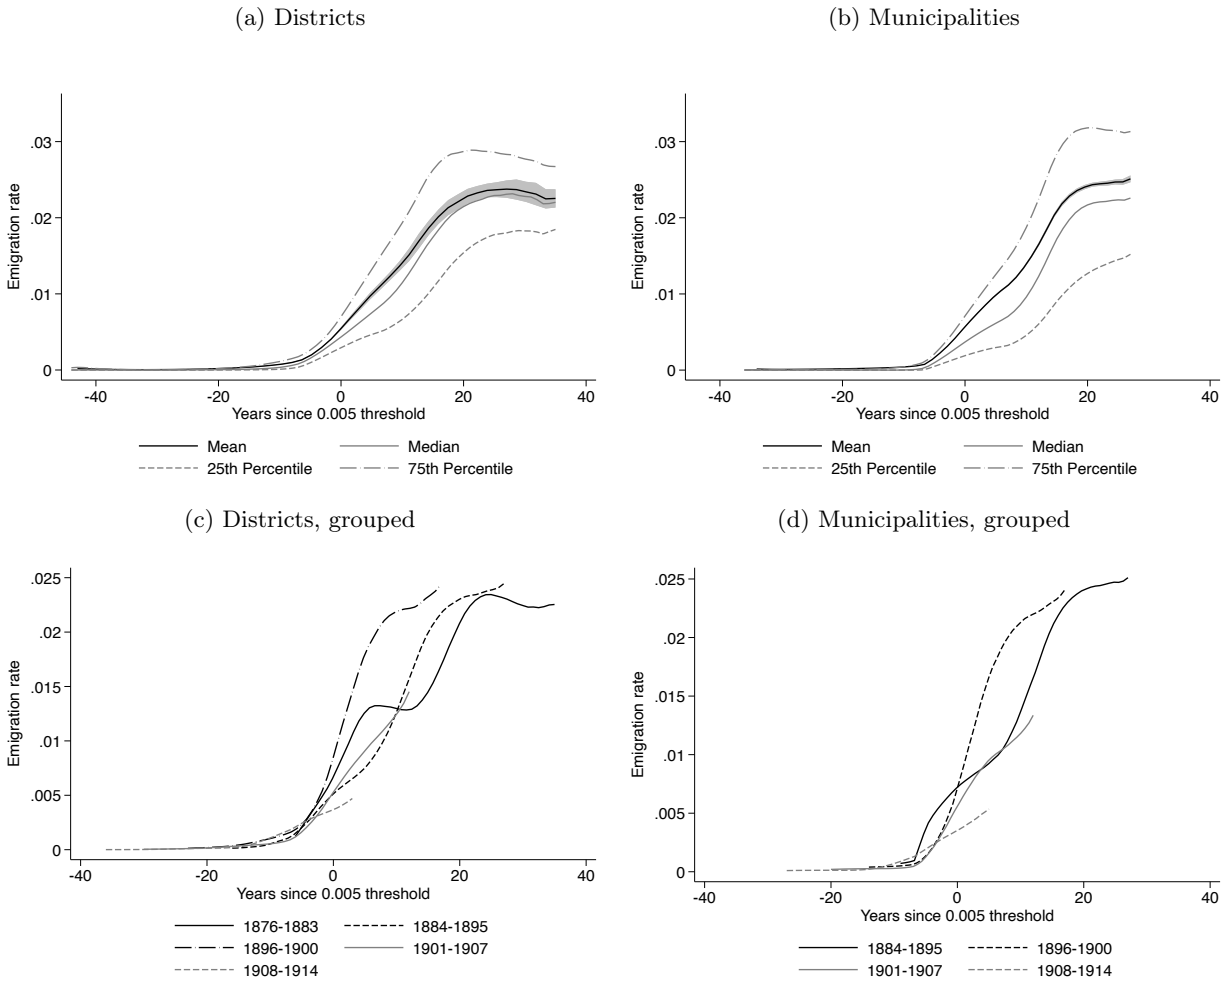 (a) Districts
(b) Municipalities
Emigration rate
.03
.02
.01
0
-40 -20 0 20 40
Years since 0.005 threshold
Mean Median
25th Percentile 75th Percentile
Emigration rate
.03
.02
.01
0
-40 -20 0 20 40
Years since 0.005 threshold
Mean Median
25th Percentile 75th Percentile
(c) Districts, grouped
(d) Municipalities, grouped
Emigration rate
.025
.02
.015
.01
.005
0
-40 -20 0 20 40
Years since 0.005 threshold
1876-1883 1884-1895
1896-1900 1901-1907
1908-1914
Emigration rate
.025
.02
.015
.01
.005
0
-40 -20 0 20 40
Years since 0.005 threshold
1884-1895 1896-1900
1901-1907 1908-1914